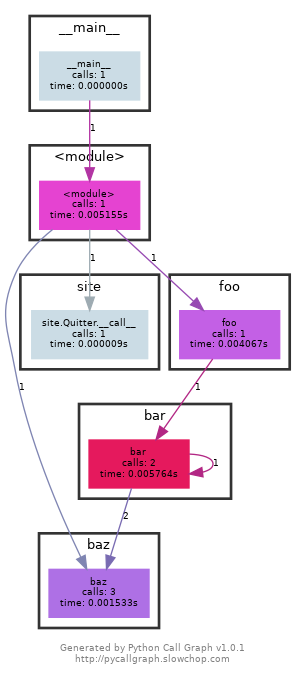 __main__
__main__
calls: 1
time: 0.000000s
1
<module>
<module>
calls: 1
time: 0.005155s
1
1
site
foo
site.Quitter.__call__
calls: 1
time: 0.000009s
foo
calls: 1
time: 0.004067s
1
1
bar
bar
calls: 2
time: 0.005764s
1
2
baz
baz
calls: 3
time: 0.001533s
Generated by Python Call Graph v1.0.1
http://pycallgraph.slowchop.com